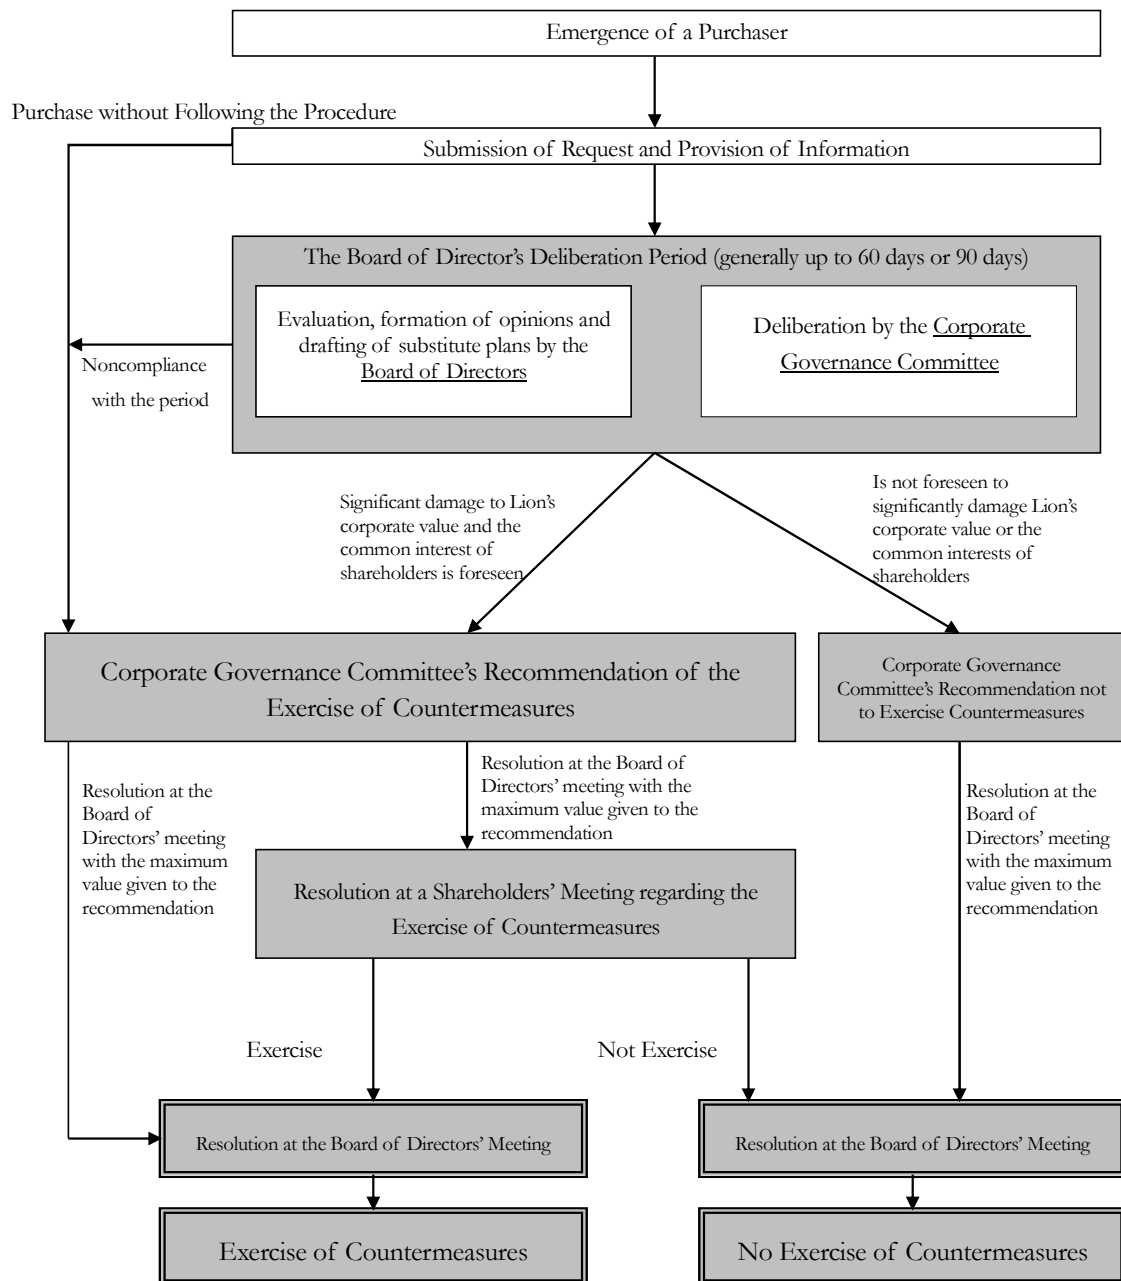 Emergence of a Purchaser
Purchase without Following the Procedure
Submission of Request and Provision of Information
The Board of Director's Deliberation Period (generally up to 60 days or 90 days)
Evaluation, formation of opinions and
drafting of substitute plans by the
Board of Directors
Deliberation by the Corporate
Governance Committee
Noncompliance
with the period
Significant damage to Lion's
corporate value and the
common interest of
shareholders is foreseen
Is not foreseen to
significantly damage Lion's
corporate value or the
common interests of
shareholders
Corporate Governance Committee's Recommendation of the
Exercise of Countermeasures
Corporate Governance
Committee's Recommendation not
to Exercise Countermeasures
Resolution at the
Board of
Directors' meeting
with the maximum
value given to the
recommendation
Resolution at the Board of
Directors' meeting with the
maximum value given to the
recommendation
Resolution at the
Board of
Directors' meeting
with the maximum
value given to the
recommendation
Resolution at a Shareholders' Meeting regarding the
Exercise of Countermeasures
Exercise
Not Exercise
Resolution at the Board of Directors' Meeting
Resolution at the Board of Directors' Meeting
Exercise of Countermeasures
No Exercise of Countermeasures